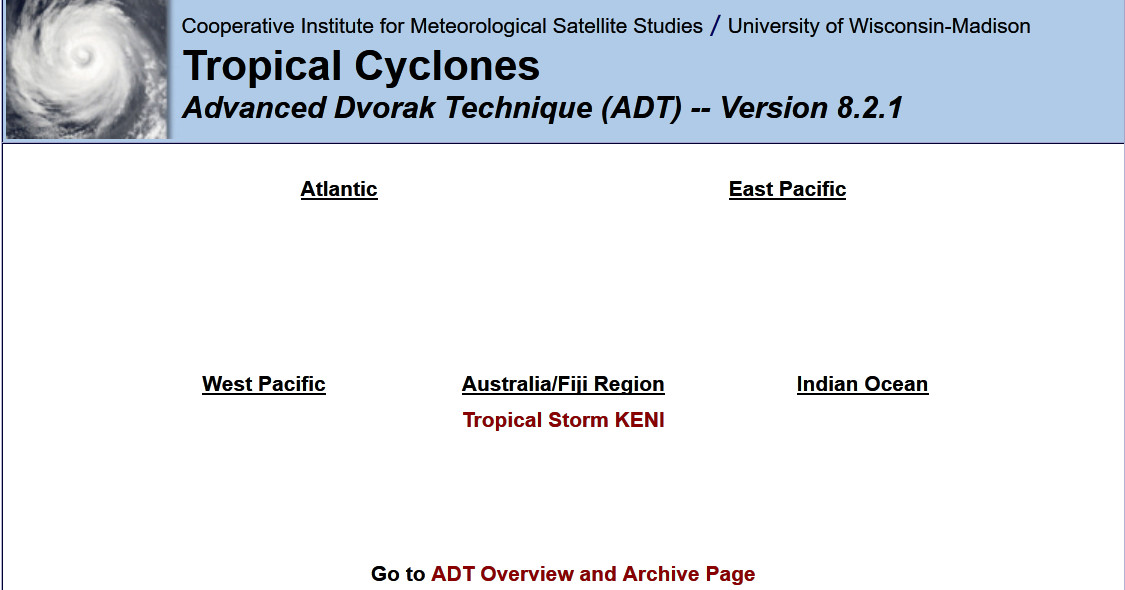 Cooperative Institute for Meteorological Satellite Studies / University of Wisconsin-Madison
Tropical Cyclones
Advanced Dvorak Technique (ADT) -- Version 8.2.1
Atlantic
East Pacific
West Pacific
Australia/Fiji Region
Indian Ocean
Tropical Storm KENI
Go to ADT Overview and Archive Page